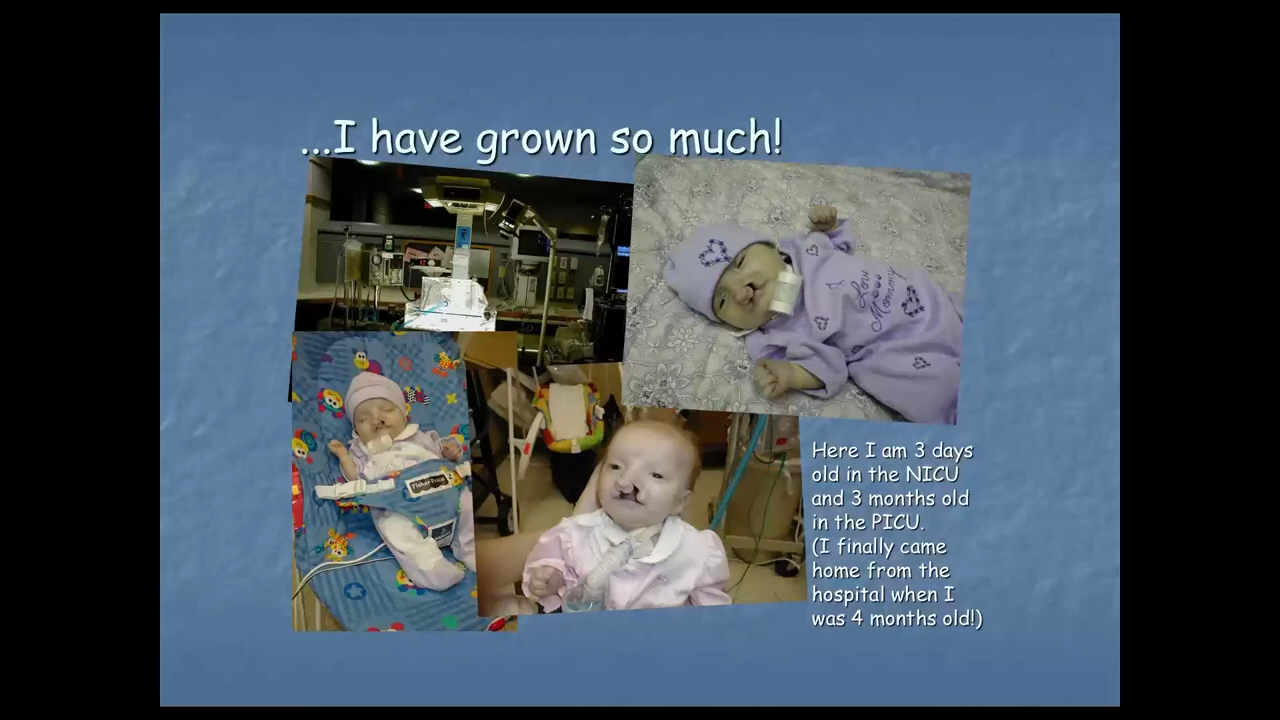 ...I have grown so much!
I Love
Mommy
Fisher-Price
Here I am 3 days
old in the NICU
and 3 months old
in the PICU.
(I finally came
home from the
hospital when I
was 4 months old!)